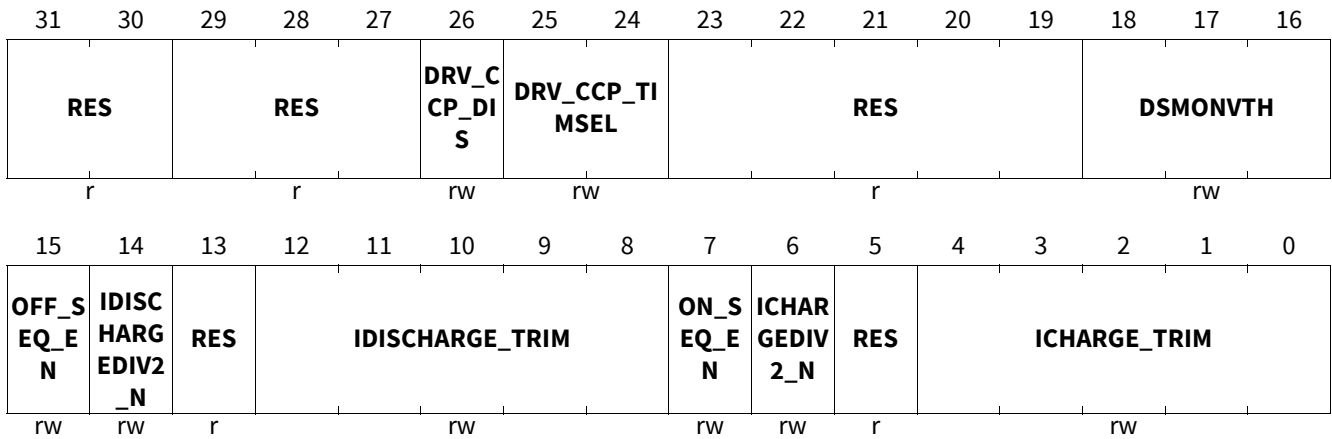 31 30 29 28 27 26 25 24 23 22 21 20 19 18 17 16
RES RES DRV_C
CP_DI
S DRV_CCP_TI
MSEL RES DSMONVTH
r r rw rw r rw
15 14 13 12 11 10 9 8 7 6 5 4 3 2 1 0
OFF_S
EQ_E
N IDISC
HARG
EDIV2
_N RES IDISCHARGE_TRIM ON_S
EQ_E
N ICHAR
GEDIV
2_N RES ICHARGE_TRIM
rw rw r rw rw rw r rw